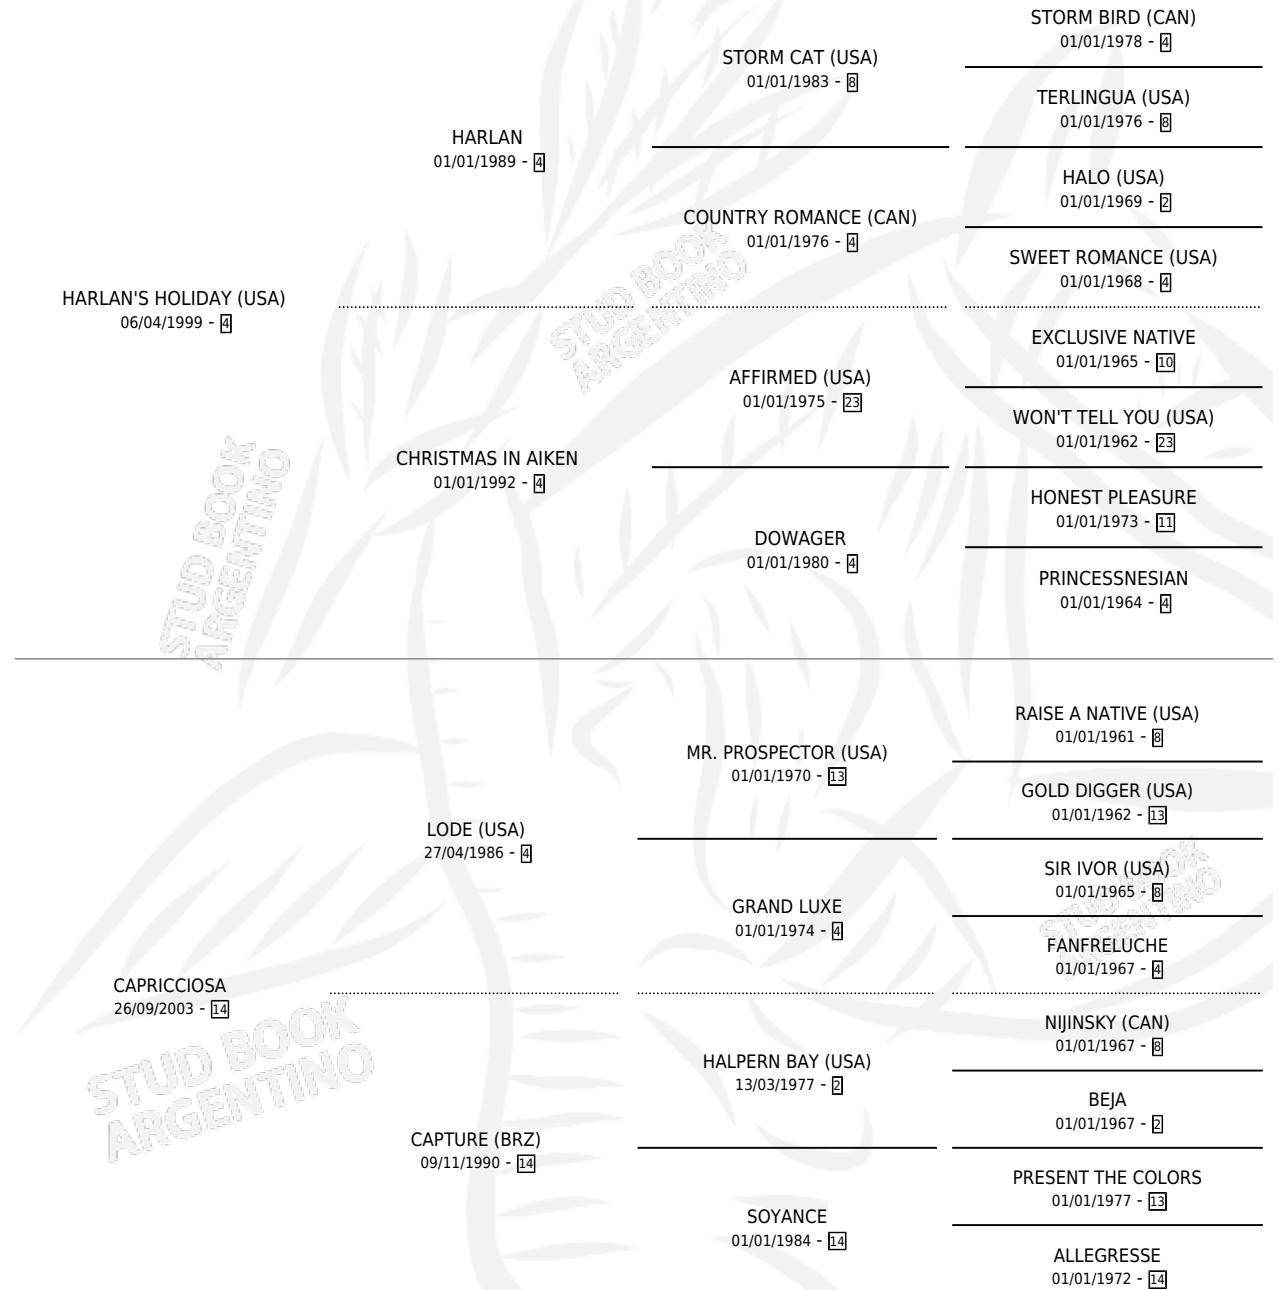 STORM BIRD (CAN)
01/01/1978 - 4
STORM CAT (USA)
01/01/1983 - 8
TERLINGUA (USA)
01/01/1976 - 8
HARLAN
01/01/1989 - 4
HALO (USA)
01/01/1969 - 2
COUNTRY ROMANCE (CAN)
01/01/1976 - 4
SWEET ROMANCE (USA)
01/01/1968 - 4
HARLAN'S HOLIDAY (USA)
06/04/1999 - 4
EXCLUSIVE NATIVE
01/01/1965 - 10
AFFIRMED (USA)
01/01/1975 - 23
WON'T TELL YOU (USA)
01/01/1962 - 23
CHRISTMAS IN AIKEN
01/01/1992 - 4
HONEST PLEASURE
01/01/1973 - 11
DOWAGER
01/01/1980 - 4
PRINCESSNESIAN
01/01/1964 - 4
RAISE A NATIVE (USA)
01/01/1961 - 8
MR. PROSPECTOR (USA)
01/01/1970 - 13
GOLD DIGGER (USA)
01/01/1962 - 13
LODE (USA)
27/04/1986 - 4
SIR IVOR (USA)
01/01/1965 - 8
GRAND LUXE
01/01/1974 - 4
FANFRELUCHE
01/01/1967 - 4
CAPRICCIOSA
26/09/2003 - 14
NIJINSKY (CAN)
01/01/1967 - 8
HALPERN BAY (USA)
13/03/1977 - 2
BEJA
01/01/1967 - 2
CAPTURE (BRZ)
09/11/1990 - 14
PRESENT THE COLORS
01/01/1977 - 13
SOYANCE
01/01/1984 - 14
ALLEGRESSE
01/01/1972 - 14
STUD BOOK
ARGENTINO
STUD BOOK
ARGENTINO
STUD BOOK
ARGENTINO
STUD BOOK
ARGENTINO